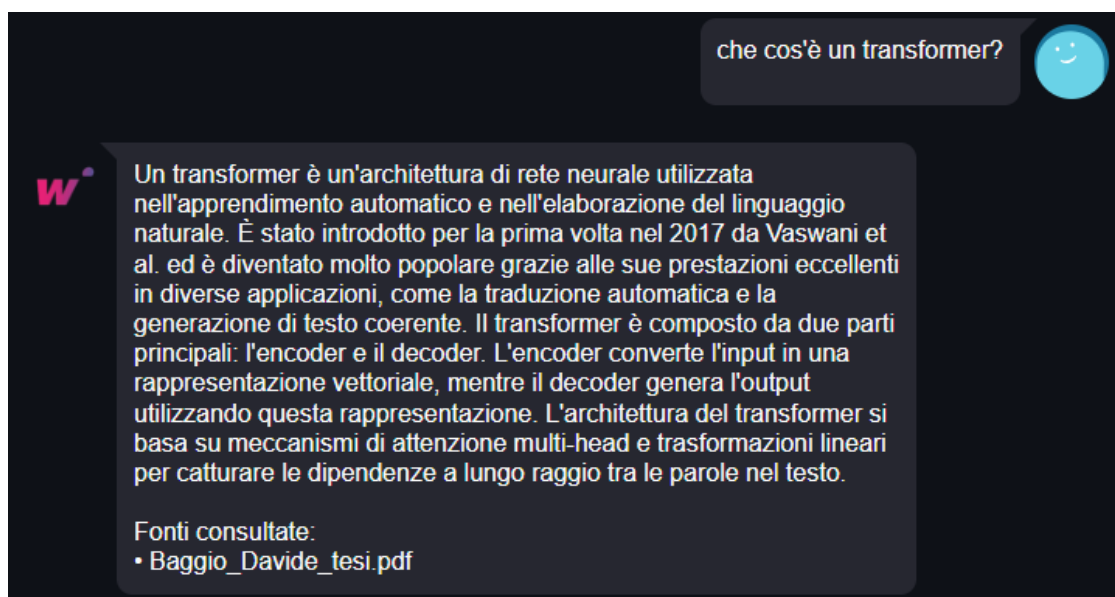 che cos'è un transformer?
W
Un transformer è un'architettura di rete neurale utilizzata
nell'apprendimento automatico e nell'elaborazione del linguaggio
naturale. È stato introdotto per la prima volta nel 2017 da Vaswani et
al. ed è diventato molto popolare grazie alle sue prestazioni eccellenti
in diverse applicazioni, come la traduzione automatica e la
generazione di testo coerente. Il transformer è composto da due parti
principali: l'encoder e il decoder. L'encoder converte l'input in una
rappresentazione vettoriale, mentre il decoder genera l'output
utilizzando questa rappresentazione. L'architettura del transformer si
basa su meccanismi di attenzione multi-head e trasformazioni lineari
per catturare le dipendenze a lungo raggio tra le parole nel testo.
Fonti consultate:
• Baggio_Davide_tesi.pdf